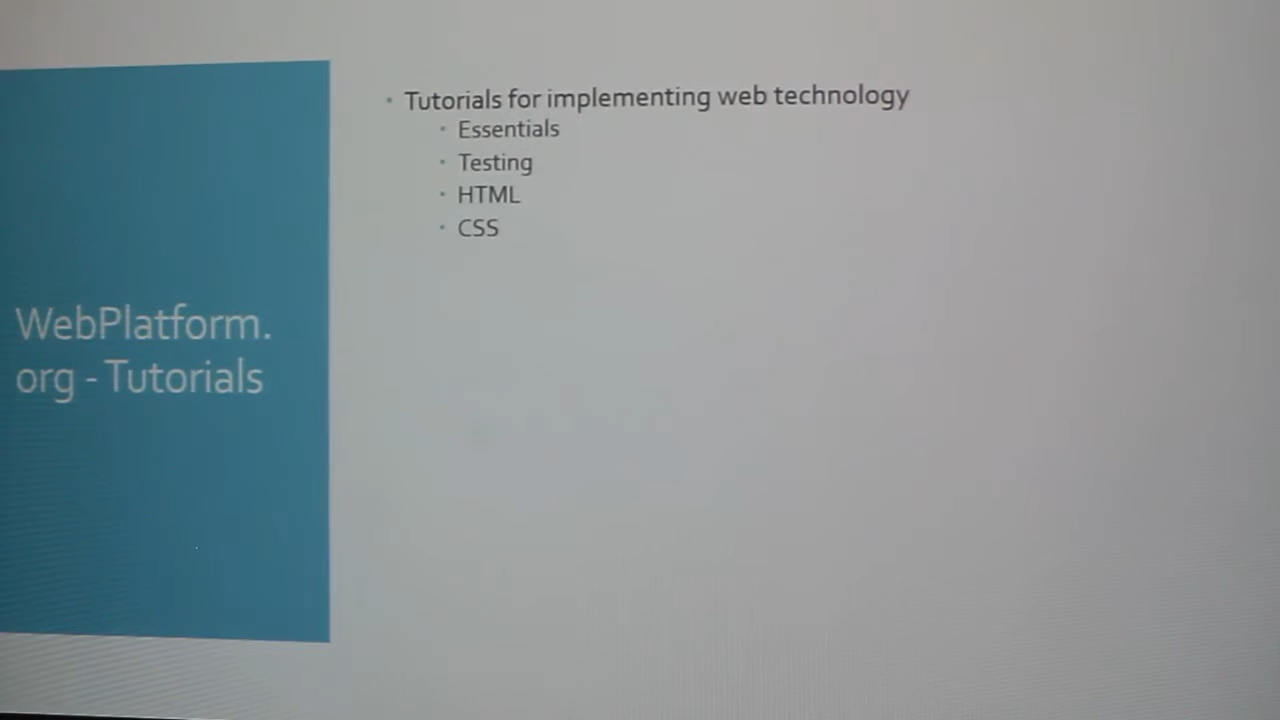 WebPlatform.
org - Tutorials
Tutorials for implementing web technology
Essentials
Testing
HTML
CSS